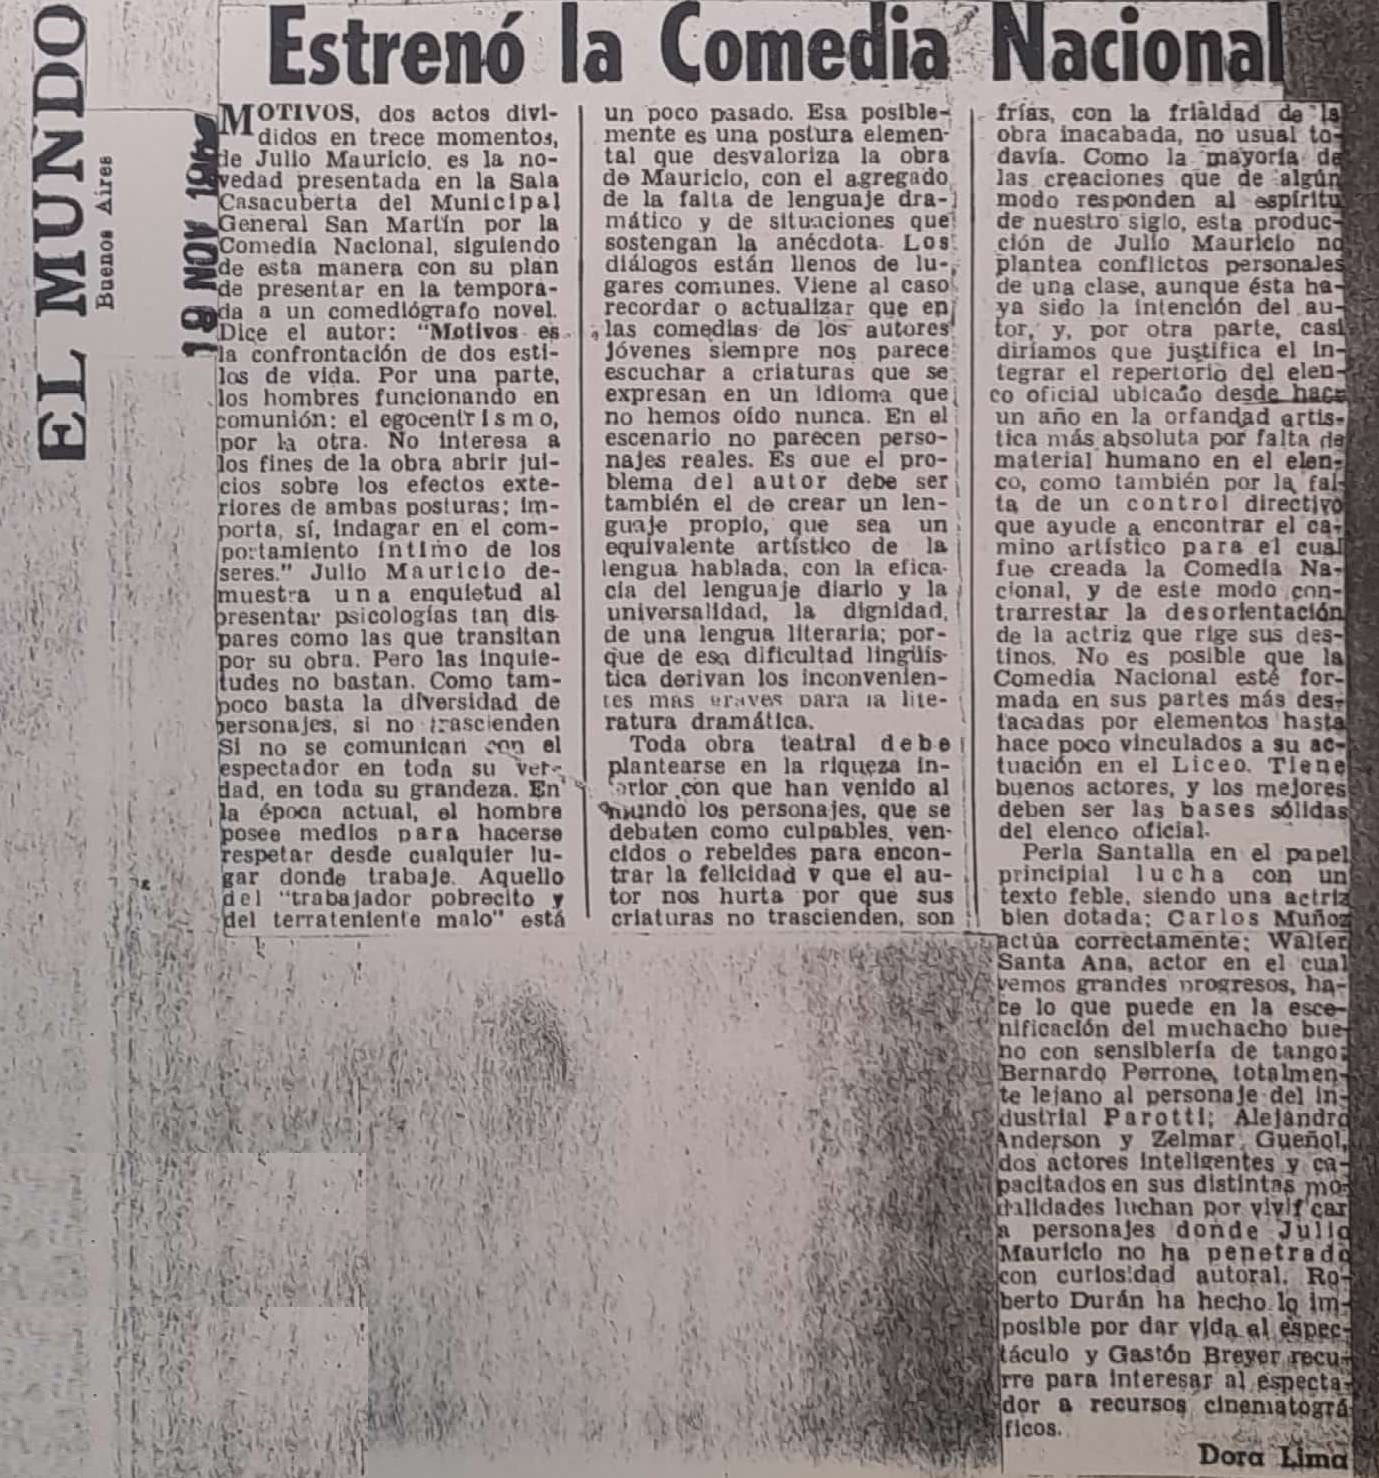 EL MUNDO
Buenos Aires
19 NOV
Estrenó la Comedia Nacional
MOTIVOS, dos actos divi-
didos en trece momentos,
de Julio Mauricio, es la no-
vedad presentada en la Sala
Casacuberta del Municipal
General San Martín por la
Comedia Nacional, siguiendo
de esta manera con su plan
de presentar en la tempora-
da a un comediógrafo novel.
Dice el autor: "Motivos es
la confrontación de dos esti-
los de vida. Por una parte,
los hombres funcionando en
comunión; el egocentrismo,
por la otra. No interesa a
los fines de la obra abrir jui-
cios sobre los efectos exte-
riores de ambas posturas; im-
porta, sí, indagar en el com-
portamiento íntimo de los
seres." Julio Mauricio de-
muestra una enquietud al
presentar psicologías tan dis
pares como las que transitan
por su obra. Pero las inquie-
tudes no bastan. Como tam-
poco basta la diversidad de
personajes, si no trascienden
Si no se comunican con el
espectador en toda su ver-
dad, en toda su grandeza. En
la época actual, el hombre
posee medios para hacerse
respetar desde cualquier lu-
gar donde trabaje. Aquello
del "trabajador pobrecito y
del terrateniente malo" está
un poco pasado. Esa posible-
mente es una postura elemen-
tal que desvaloriza la obra
de Mauricio, con el agregado
de la falta de lenguaje dra-
mático y de situaciones que
sostengan la anécdota. Los
diálogos están llenos de lu-
gares comunes. Viene al caso
recordar o actualizar que en
las comedias de los autores
jóvenes siempre nos parece
escuchar a criaturas que se
expresan en un idioma que
no hemos oído nunca. En el
escenario no parecen perso-
najes reales. Es que el pro-
blema del autor debe ser
también el de crear un len-
guaje propio, que sea un
equivalente artístico de la
lengua hablada, con la efica-
cia del lenguaje diario y la
universalidad, la dignidad,
de una lengua literaria; por-
que de esa dificultad lingüís-
tica derivan los inconvenien-
tes más graves para la lite-
ratura dramática.
Toda obra teatral debe
plantearse en la riqueza in-
terior con que han venido al
mundo los personajes, que se
debaten como culpables, ven-
cidos o rebeldes para encon-
trar la felicidad y que el au-
tor nos hurta por que sus
criaturas no trascienden, son
frías, con la frialdad de la
obra inacabada, no usual to-
davía. Como la mayoría de
las creaciones que de algún
modo responden al espíritu
de nuestro siglo, esta produc-
ción de Julio Mauricio no
plantea conflictos personales
de una clase, aunque ésta ha-
ya sido la intención del au-
tor, y, por otra parte, casi
diríamos que justifica el in-
tegrar el repertorio del elen-
co oficial ubicado desde hace
un año en la orfandad artís-
tica más absoluta por falta de
material humano en el elen-
co, como también por la fal-
ta de un control directivo
que ayude a encontrar el ca-
mino artístico para el cual
fue creada la Comedia Na-
cional, y de este modo con-
trarrestar la desorientación
de la actriz que rige sus des-
tinos. No es posible que la
Comedia Nacional esté for-
mada en sus partes más des-
tacadas por elementos hasta
hace poco vinculados a su ac-
tuación en el Liceo. Tiene
buenos actores, y los mejores
deben ser las bases sólidas
del elenco oficial.
Perla Santalla en el papel
principial lucha con un
texto feble, siendo una actriz
bien dotada; Carlos Muñoz
actúa correctamente; Walter
Santa Ana, actor en el cual
vemos grandes progresos, ha-
ce lo que puede en la esce-
nificación del muchacho bue-
no con sensiblería de tango;
Bernardo Perrone, totalmen-
te lejano al personaje del in-
dustrial Parotti; Alejandro
Anderson y Zelmar Gueñol,
dos actores inteligentes y ca-
pacitados en sus distintas mo-
dalidades luchan por vivificar
a personajes donde Julio
Mauricio no ha penetrado
con curiosidad autoral. Ro-
berto Durán ha hecho lo im-
posible por dar vida al espec-
táculo y Gastón Breyer recu-
rre para interesar al especta-
dor a recursos cinematográ
ficos.
Dora Lima